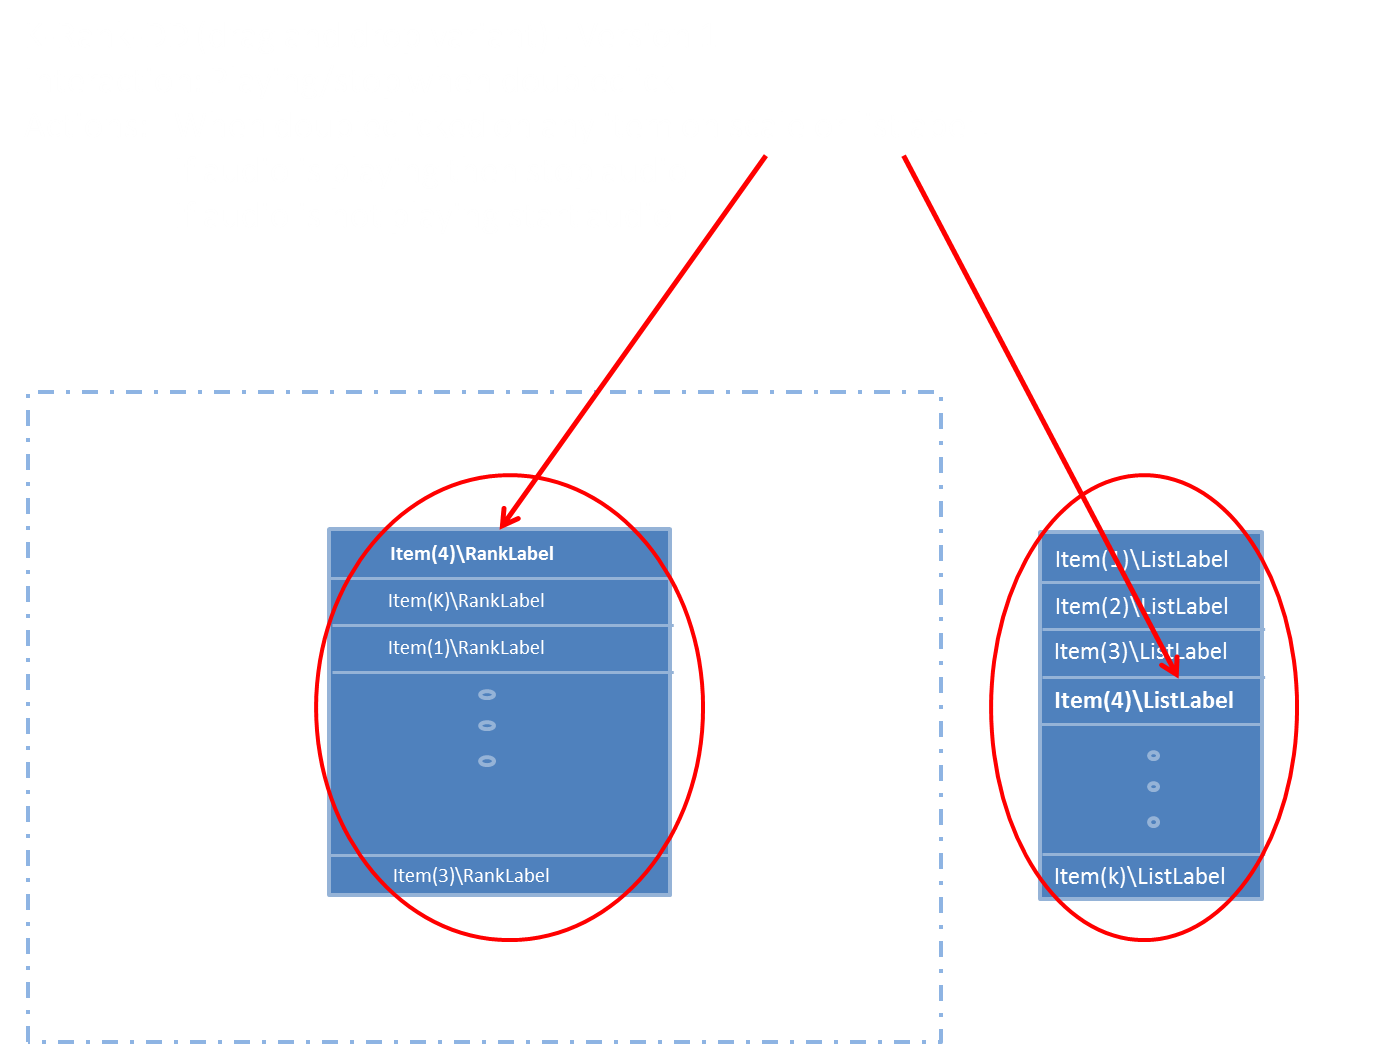 Item(4)\RankLabel
Item(K)\RankLabel
Item(1)\RankLabel
Item(3)\RankLabel
Item(1)\ListLabel
Item(2)\ListLabel
Item(3)\ListLabel
Item(4)\ListLabel
Item(k)\ListLabel